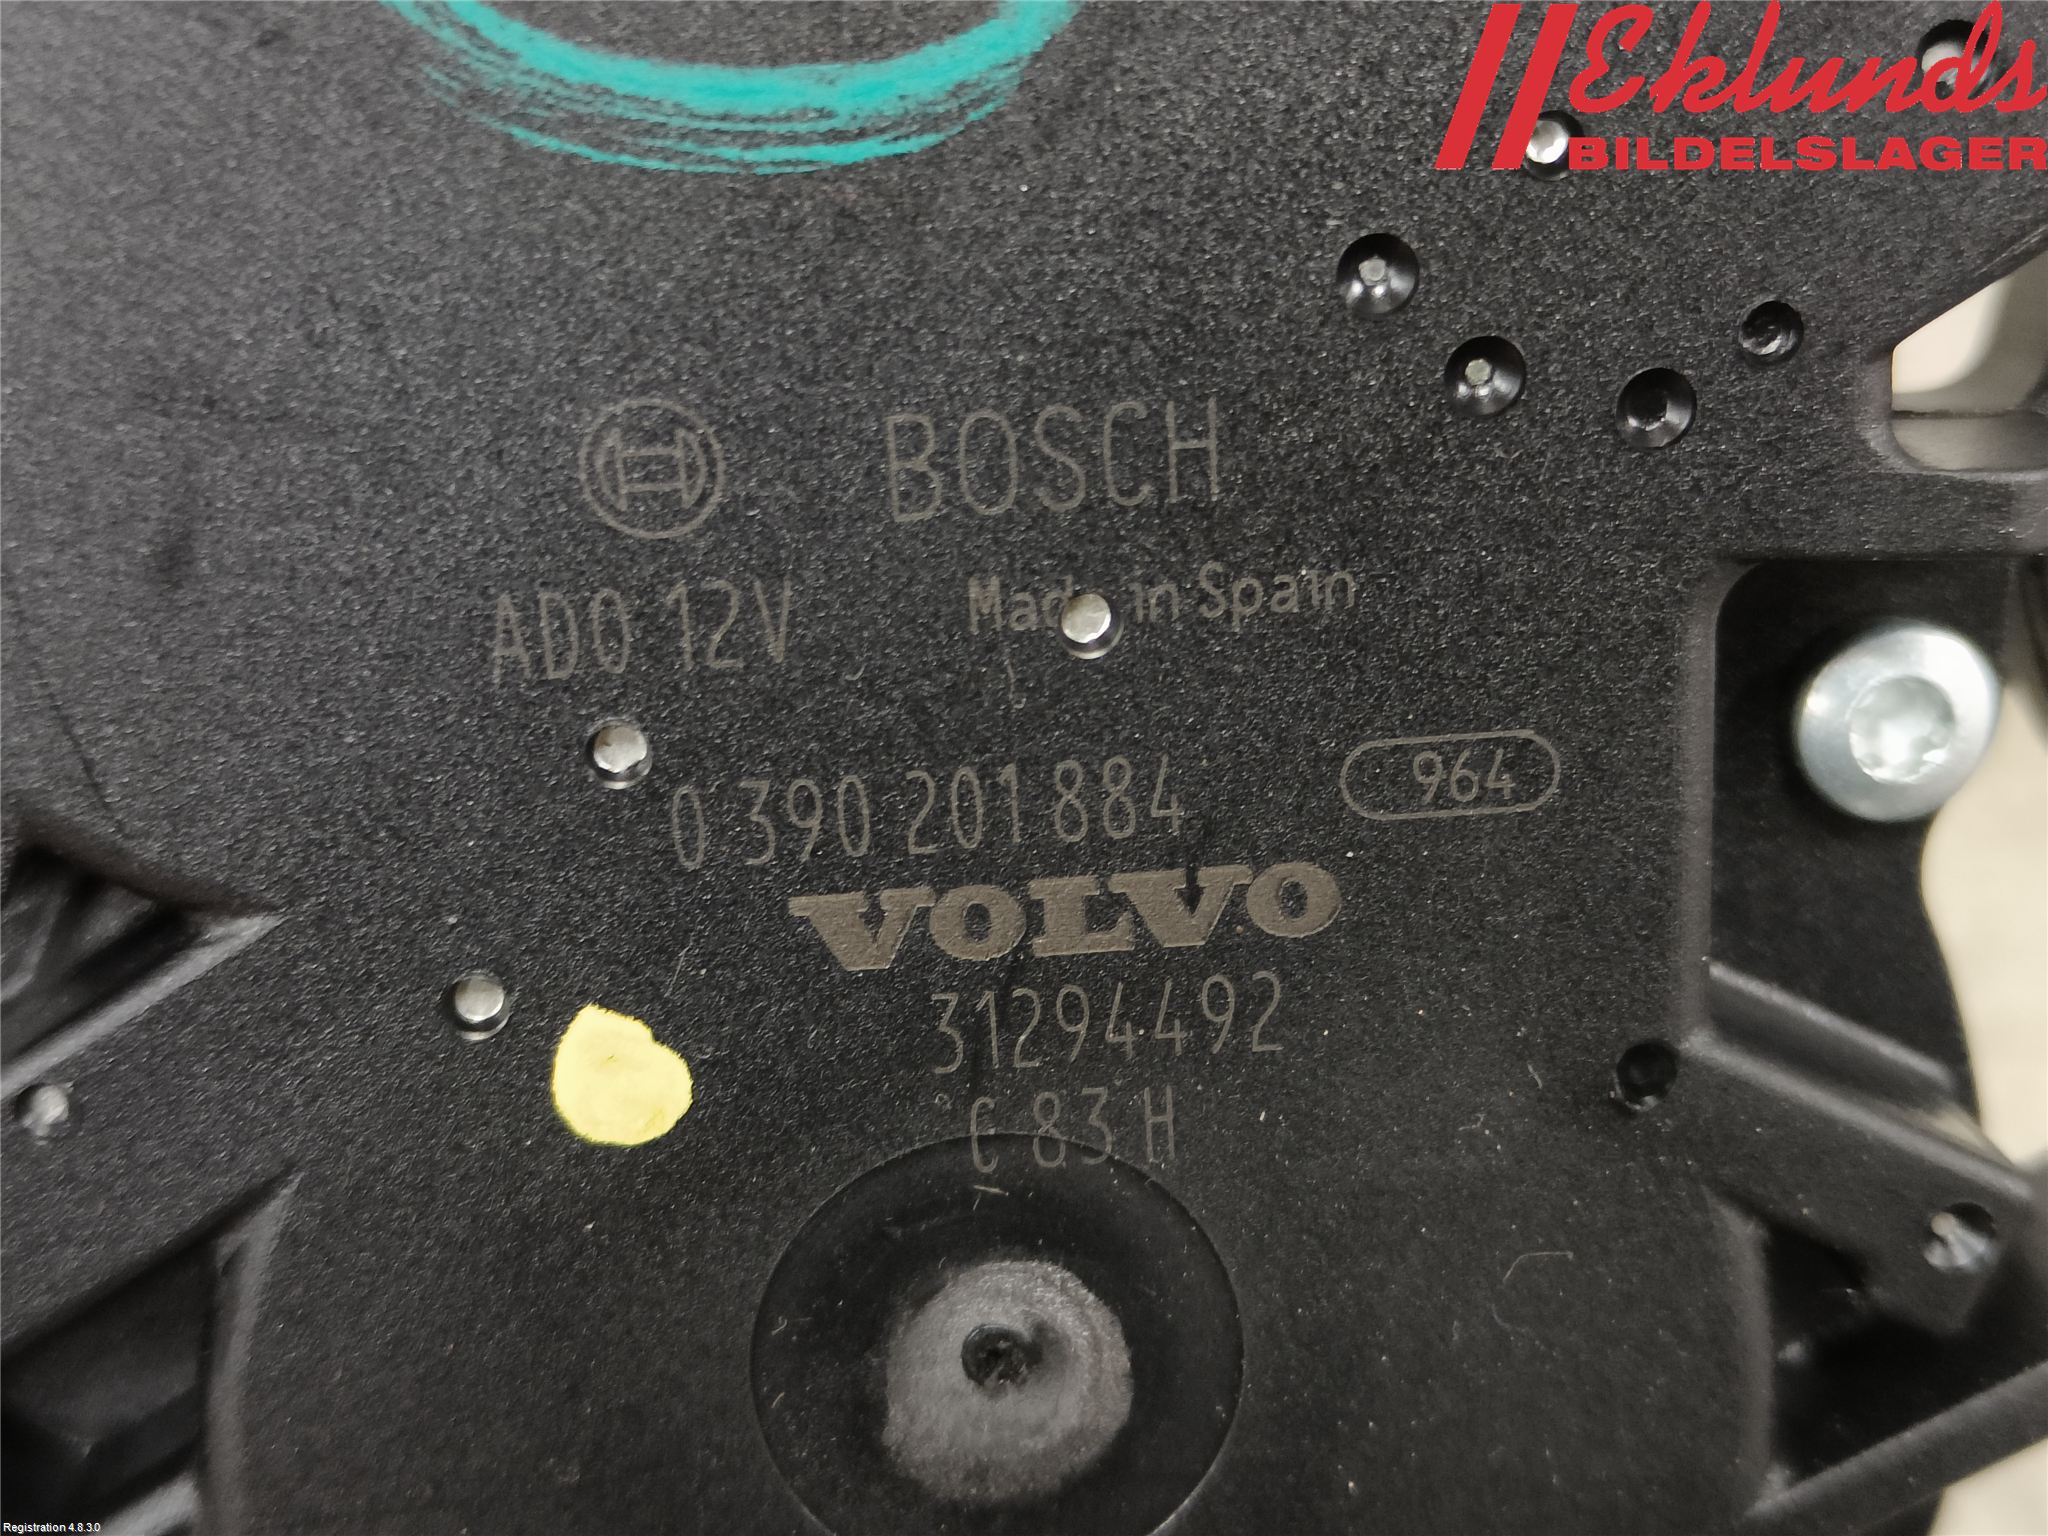 Eklunds
BILDELSLAGER
BOSCH
ADO 12V
Made in Spain
0 390 201 884
964
VOLVO
31294492
C 83 H
Registration 4.8.3.0